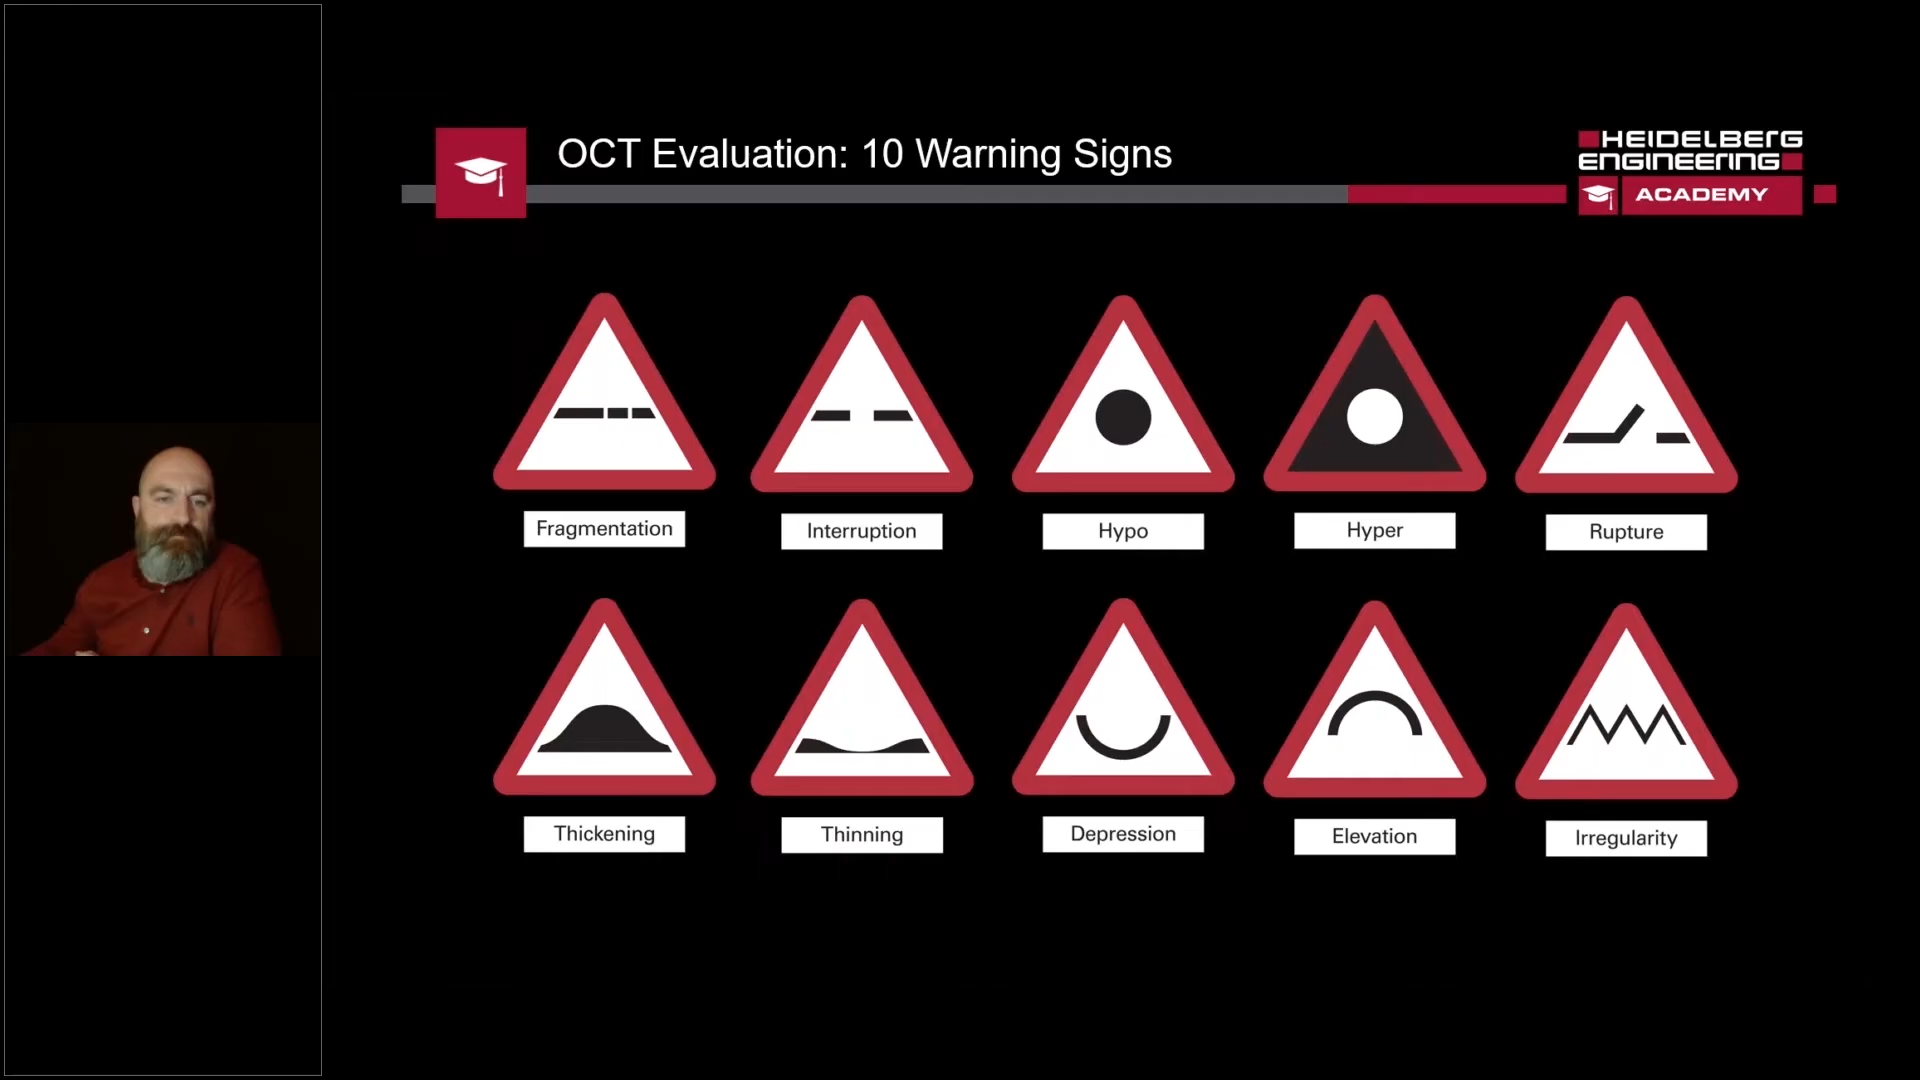 OCT Evaluation: 10 Warning Signs
HEIDELBERG
ENGINEERING
ACADEMY
Fragmentation
Interruption
Hypo
Hyper
Rupture
Thickening
Thinning
Depression
Elevation
Irregularity